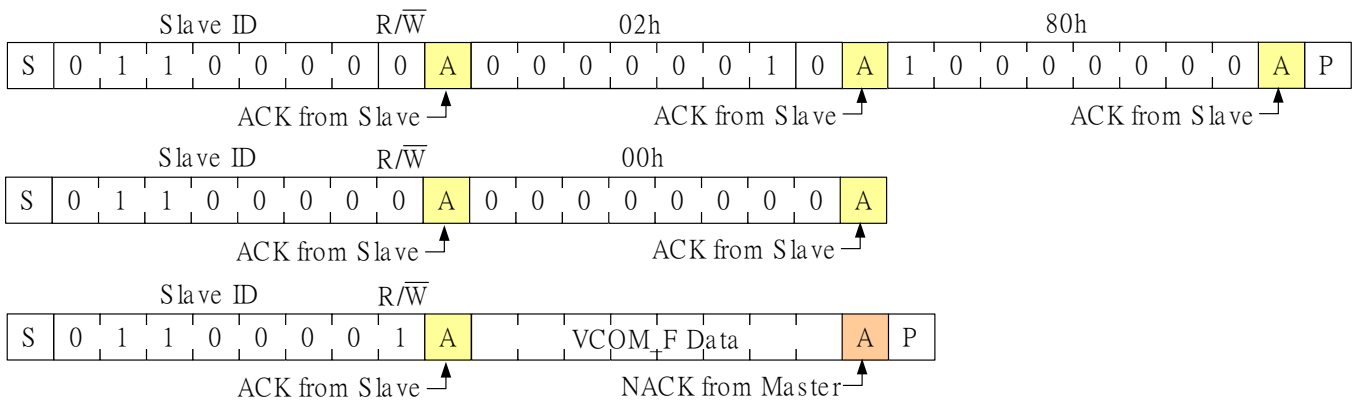 Slave ID R/W̅ 02h 80h
S 0 1 1 0 0 0 0 0 A 0 0 0 0 0 0 1 0 A 1 0 0 0 0 0 0 0 A P
ACK from Slave ACK from Slave ACK from Slave
Slave ID R/W̅ 00h
S 0 1 1 0 0 0 0 0 A 0 0 0 0 0 0 0 0 A
ACK from Slave ACK from Slave
Slave ID R/W̅
S 0 1 1 0 0 0 0 1 A VCOM_F Data A P
ACK from Slave NACK from Master